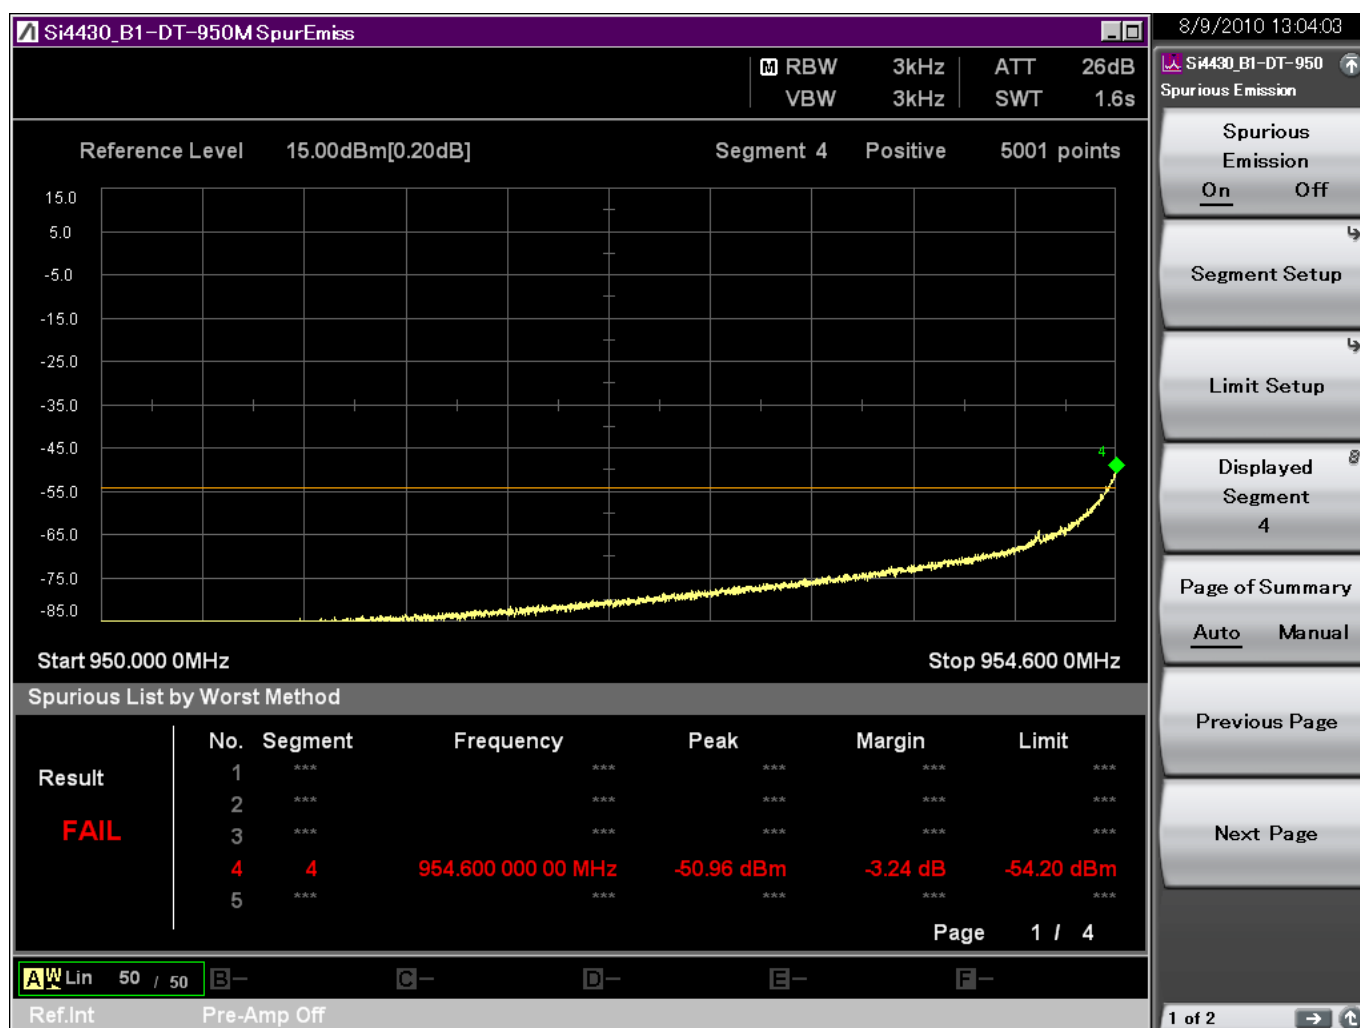 Si4430_B1-DT-950M SpurEmiss
8/9/2010 13:04:03
M RBW 3kHz ATT 26dB
VBW 3kHz SWT 1.6s
Reference Level 15.00dBm[0.20dB] Segment 4 Positive 5001 points
15.0
5.0
-5.0
-15.0
-25.0
-35.0
-45.0
-55.0
-65.0
-75.0
-85.0
4
Start 950.000 0MHz Stop 954.600 0MHz
Spurious List by Worst Method
Result
FAIL
No. Segment Frequency Peak Margin Limit
1 *** *** *** *** ***
2 *** *** *** *** ***
3 *** *** *** *** ***
4 4 954.600 000 00 MHz -50.96 dBm -3.24 dB -54.20 dBm
5 *** *** *** *** ***
Page 1 / 4
A W Lin 50 / 50 B- C- D- E- F-
Ref.Int Pre-Amp Off
Si4430_B1-DT-950
Spurious Emission
Spurious
Emission
On Off
Segment Setup
Limit Setup
Displayed
Segment
4
Page of Summary
Auto Manual
Previous Page
Next Page
1 of 2